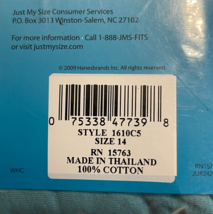 Just My Size Consumer Services
P.O. Box 3013 Winston-Salem, NC 27102
For more information • Call 1-888-JMS-FITS
or visit justmysize.com
© 2009 Hanesbrands Inc. All rights reserved.
0 75338 47739 8
STYLE 1610C5
SIZE 14
RN 15763
MADE IN THAILAND
100% COTTON
WHC